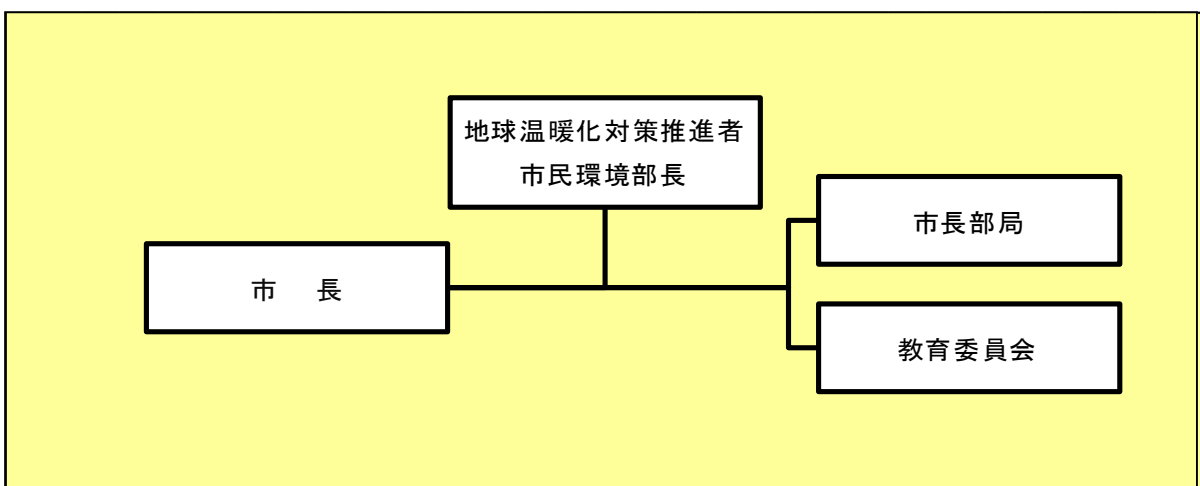 地球温暖化対策推進者
市民環境部長
市長部局
市　長
教育委員会